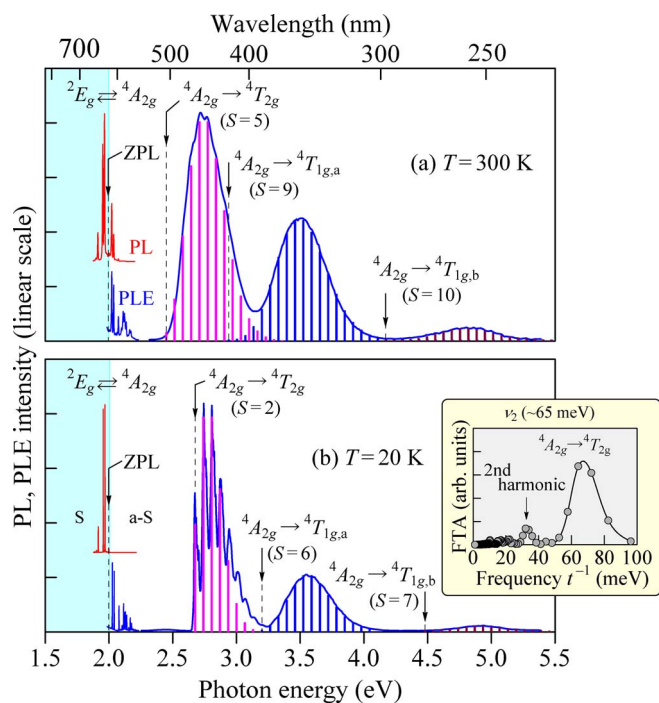 Wavelength (nm)
700 500 400 300 250
²E_g ⇄ ⁴A_2g
⁴A_2g → ⁴T_2g
(S = 5)
ZPL
⁴A_2g → ⁴T_1g,a
(S = 9)
(a) T = 300 K
PL
PLE
⁴A_2g → ⁴T_1g,b
(S = 10)
PL, PLE intensity (linear scale)
²E_g ⇄ ⁴A_2g
⁴A_2g → ⁴T_2g
(S = 2)
ZPL
(b) T = 20 K
S a-S
⁴A_2g → ⁴T_1g,a
(S = 6)
⁴A_2g → ⁴T_1g,b
(S = 7)
ν₂ (~65 meV)
⁴A_2g → ⁴T_2g
2nd
harmonic
FTA (arb. units)
0 20 40 60 80 100
Frequency t⁻¹ (meV)
1.5 2.0 2.5 3.0 3.5 4.0 4.5 5.0 5.5
Photon energy (eV)